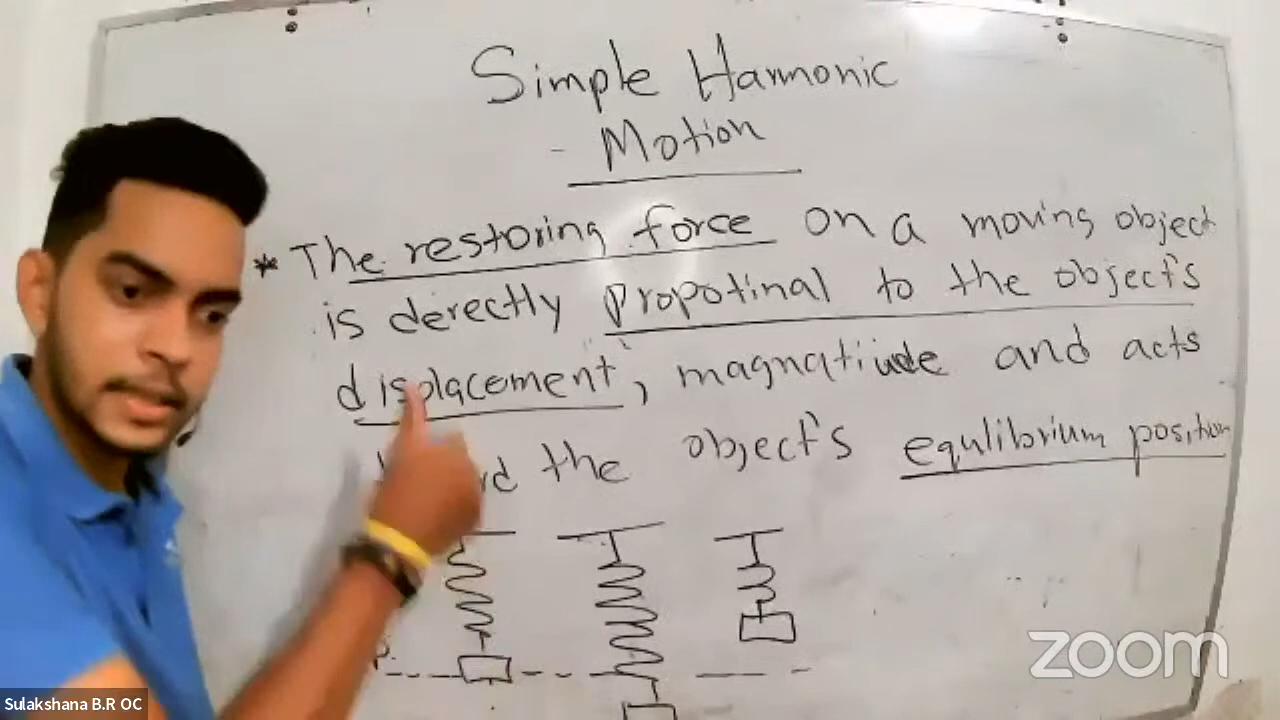 Simple Harmonic
- Motion
* The restoring force on a moving object
is derectly propotinal to the object's
displacement, magnatiude and acts
the object's equlibrium position
zoom
Sulakshana B.R OC